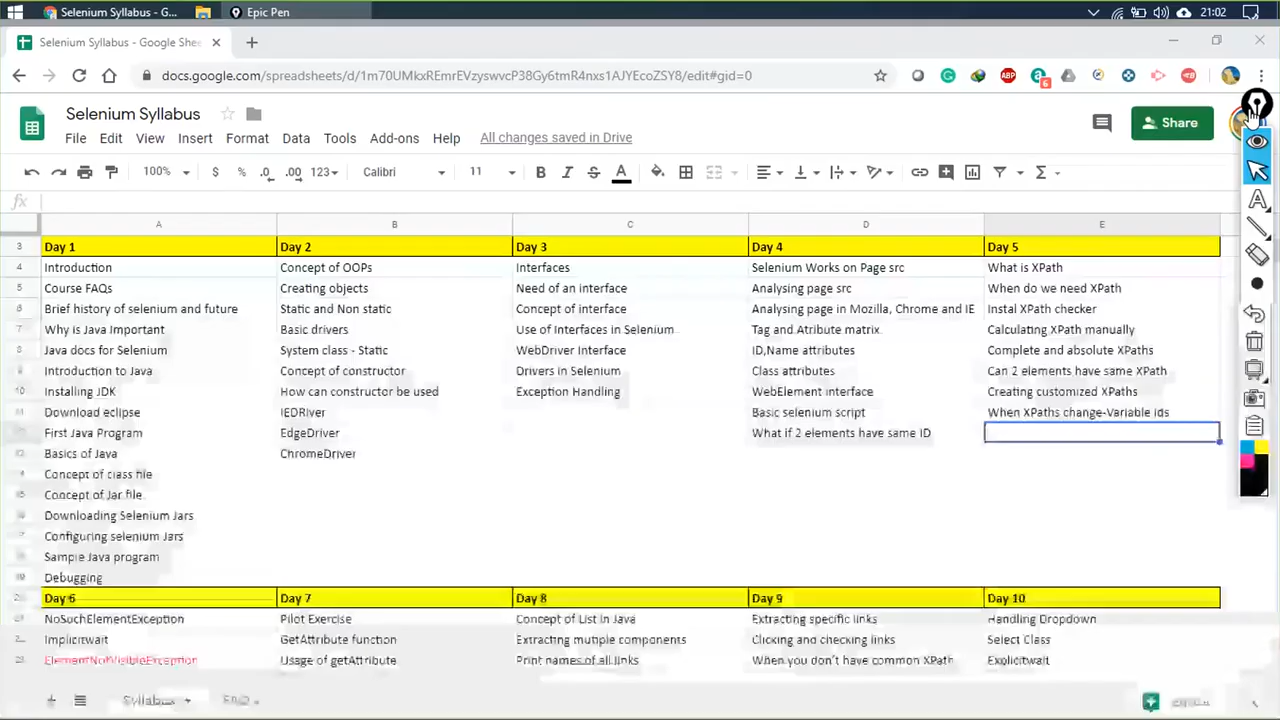 Selenium Syllabus - G...
Epic Pen
21:02
Selenium Syllabus - Google Shee
docs.google.com/spreadsheets/d/1m70UMkxREmrEVzyswvcP38Gy6tmR4nxs1AJYEcoZSY8/edit#gid=0
ABP
6
Selenium Syllabus
File Edit View Insert Format Data Tools Add-ons Help All changes saved in Drive
Share
100% $ % .0 .00 123 Calibri 11 B I S A Σ
fx
A B C D E
3 Day 1 Day 2 Day 3 Day 4 Day 5
4 Introduction Concept of OOPs Interfaces Selenium Works on Page src What is XPath
5 Course FAQs Creating objects Need of an interface Analysing page src When do we need XPath
6 Brief history of selenium and future Static and Non static Concept of interface Analysing page in Mozilla, Chrome and IE Instal XPath checker
7 Why is Java Important Basic drivers Use of Interfaces in Selenium Tag and Atribute matrix Calculating XPath manually
Java docs for Selenium System class - Static WebDriver Interface ID,Name attributes Complete and absolute XPaths
Introduction to Java Concept of constructor Drivers in Selenium Class attributes Can 2 elements have same XPath
10 Installing JDK How can constructor be used Exception Handling WebElement interface Creating customized XPaths
Download eclipse IEDRiver Basic selenium script When XPaths change-Variable ids
First Java Program EdgeDriver What if 2 elements have same ID
Basics of Java ChromeDriver
Concept of class file
Concept of Jar file
Downloading Selenium Jars
Configuring selenium Jars
Sample Java program
Debugging
Day 6 Day 7 Day 8 Day 9 Day 10
NoSuchElementException Pilot Exercise Concept of List in Java Extracting specific links Handling Dropdown
Implicitwait GetAttribute function Extracting multiple components Clicking and checking links Select Class
ElementNotVisibleException Usage of getAttribute Print names of all links When you don't have common XPath Explicitwait
Syllabus FAQ